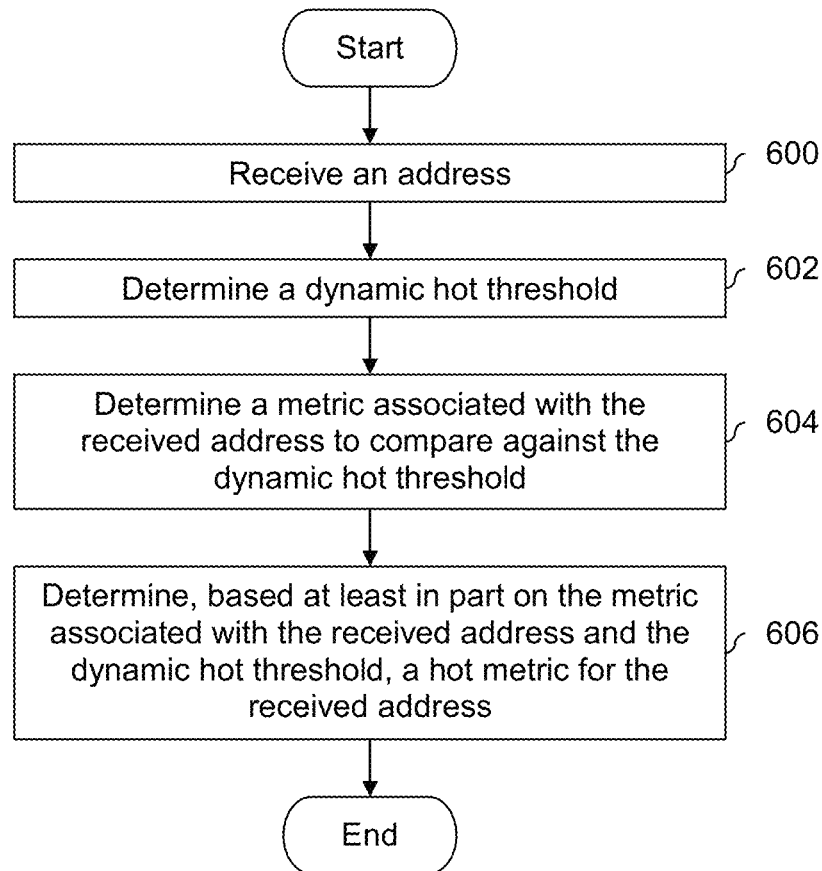 Start
Receive an address
600
Determine a dynamic hot threshold
602
Determine a metric associated with the
received address to compare against the
dynamic hot threshold
604
Determine, based at least in part on the metric
associated with the received address and the
dynamic hot threshold, a hot metric for the
received address
606
End